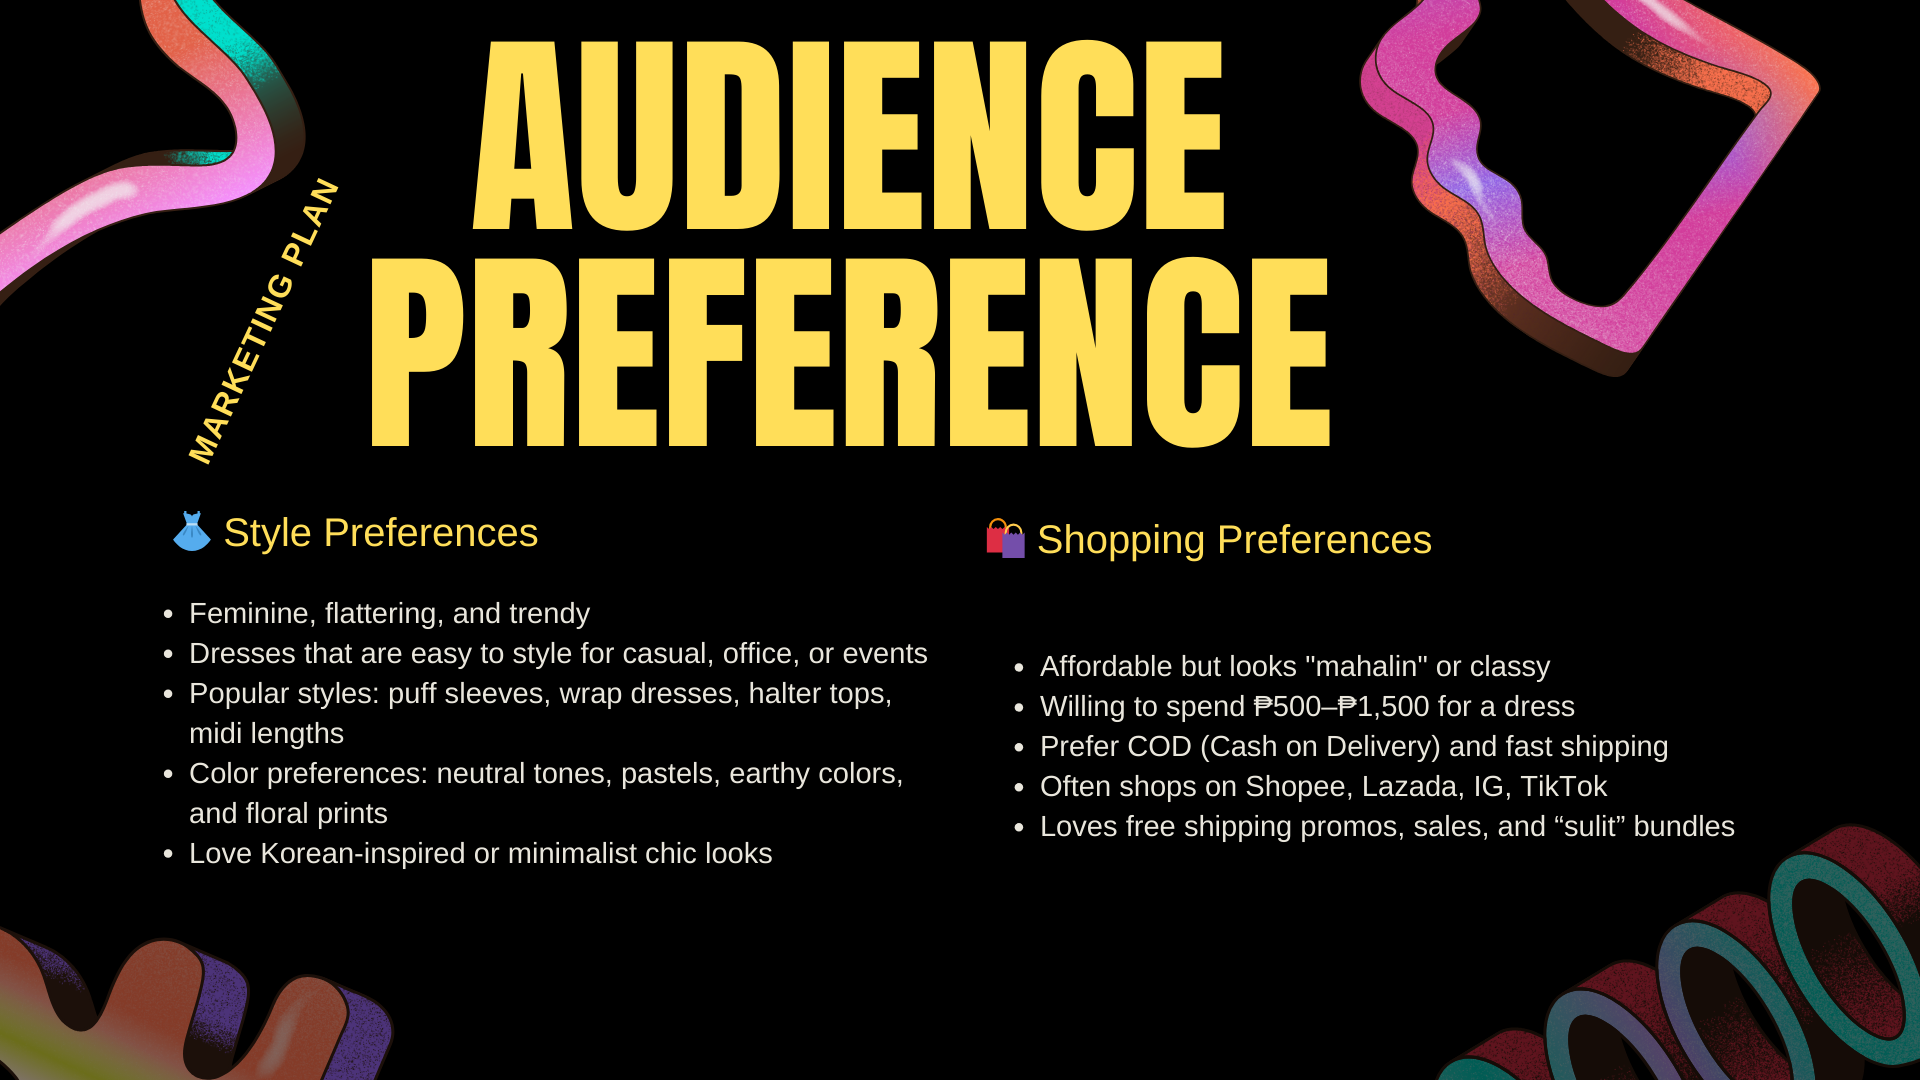 AUDIENCE
PREFERENCE
MARKETING PLAN
👗 Style Preferences
• Feminine, flattering, and trendy
• Dresses that are easy to style for casual, office, or events
• Popular styles: puff sleeves, wrap dresses, halter tops,
midi lengths
• Color preferences: neutral tones, pastels, earthy colors,
and floral prints
• Love Korean-inspired or minimalist chic looks
🛍️ Shopping Preferences
• Affordable but looks "mahalin" or classy
• Willing to spend ₱500–₱1,500 for a dress
• Prefer COD (Cash on Delivery) and fast shipping
• Often shops on Shopee, Lazada, IG, TikTok
• Loves free shipping promos, sales, and “sulit” bundles